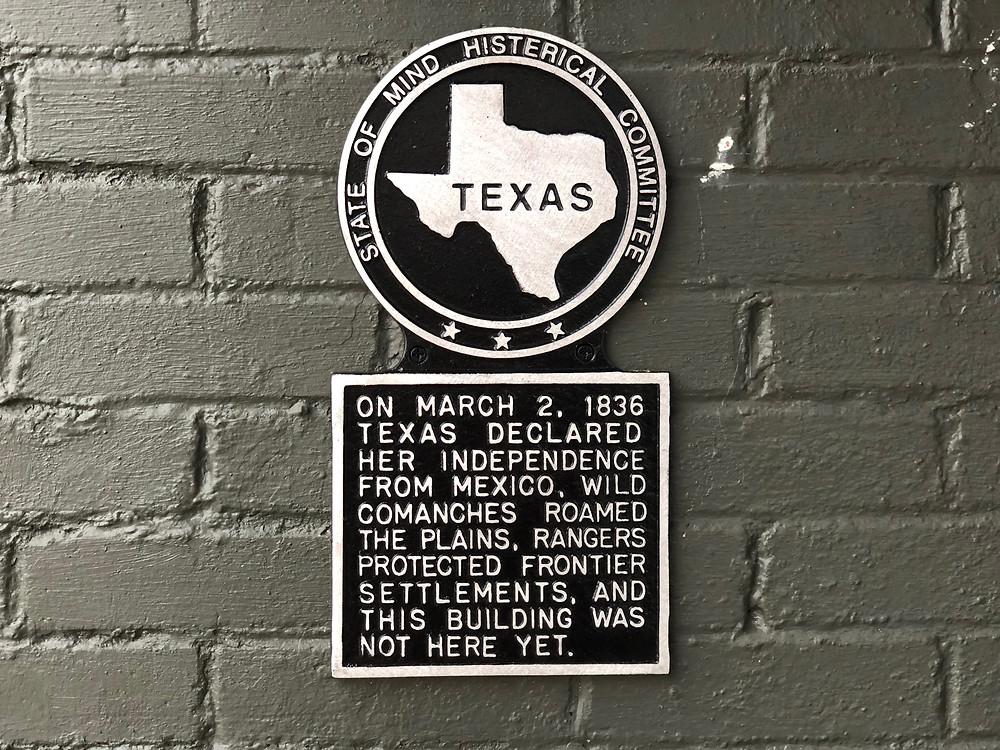 STATE OF MIND HISTERICAL COMMITTEE
TEXAS
ON MARCH 2, 1836
TEXAS DECLARED
HER INDEPENDENCE
FROM MEXICO, WILD
COMANCHES ROAMED
THE PLAINS, RANGERS
PROTECTED FRONTIER
SETTLEMENTS, AND
THIS BUILDING WAS
NOT HERE YET.